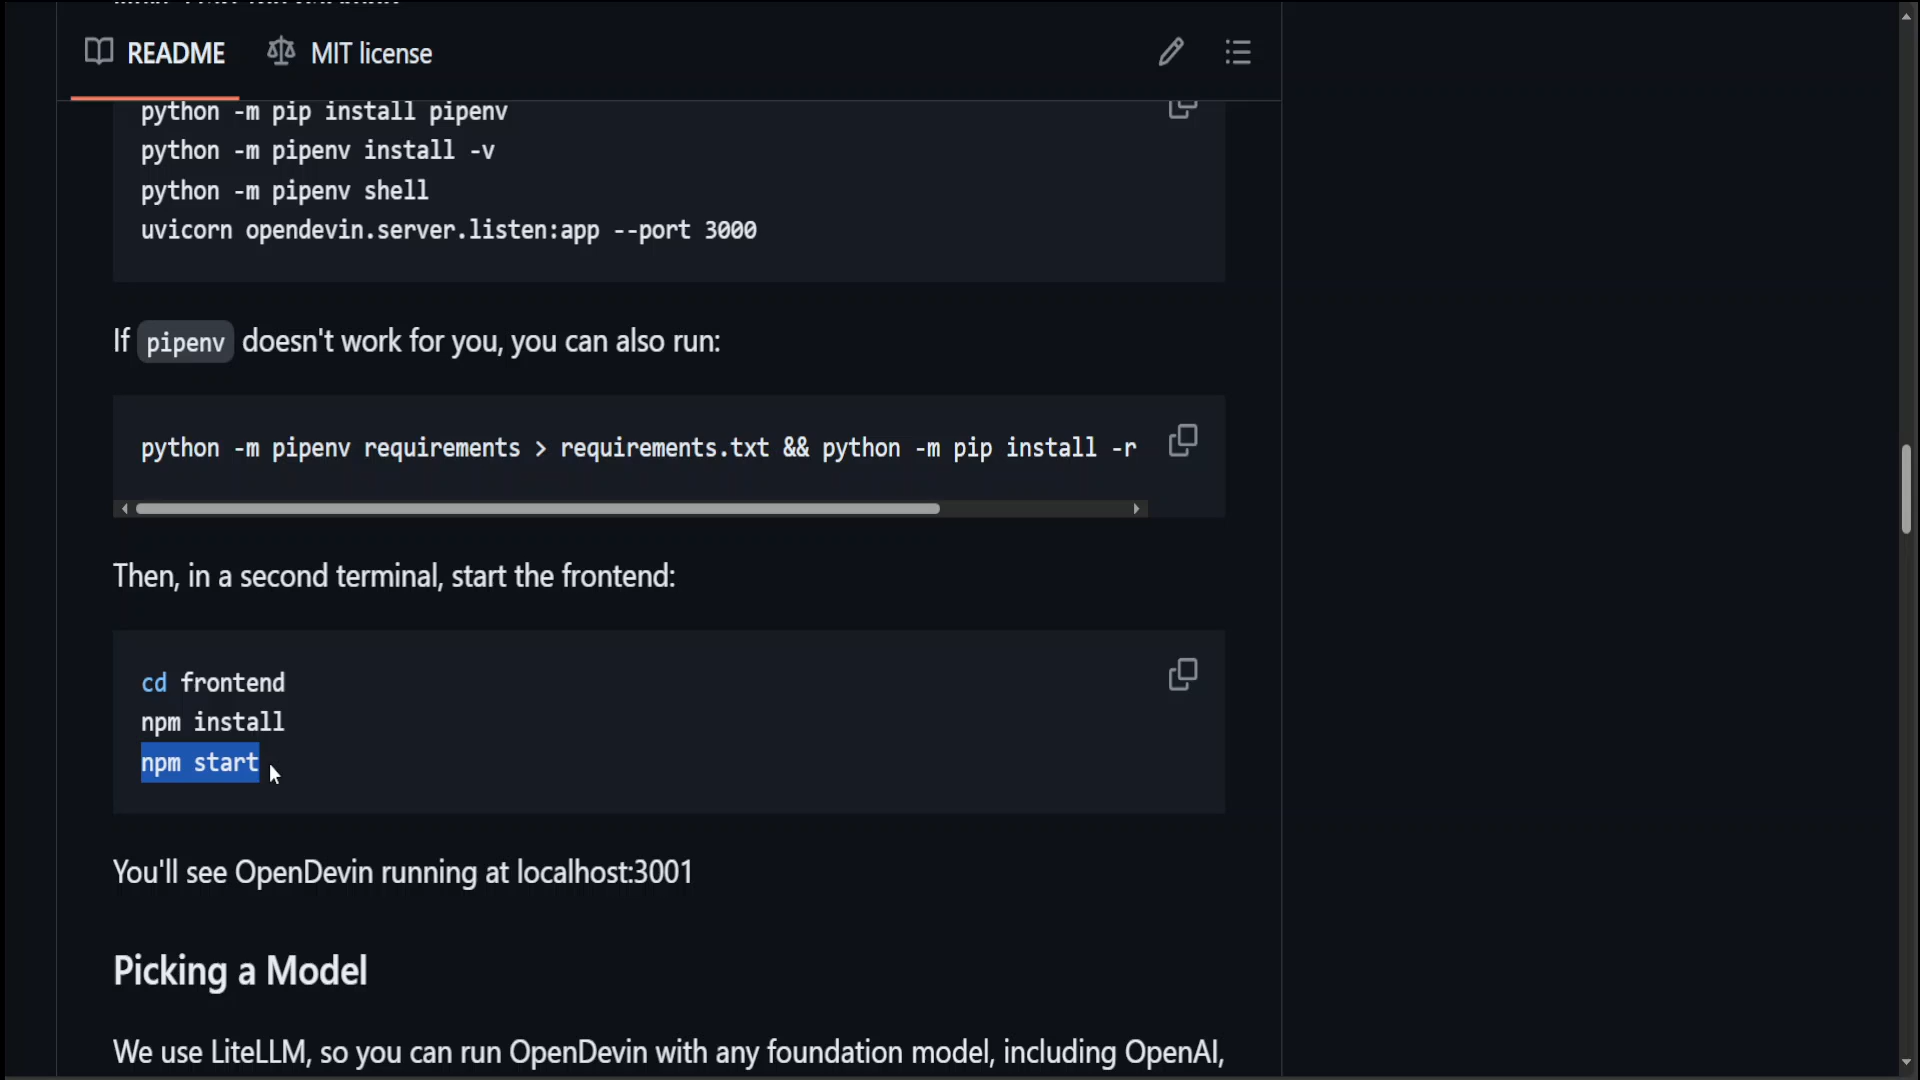 README
MIT license
python -m pip install pipenv
python -m pipenv install -v
python -m pipenv shell
uvicorn opendevin.server.listen:app --port 3000
If pipenv doesn't work for you, you can also run:
python -m pipenv requirements > requirements.txt && python -m pip install -r
Then, in a second terminal, start the frontend:
cd frontend
npm install
npm start
You'll see OpenDevin running at localhost:3001
Picking a Model
We use LiteLLM, so you can run OpenDevin with any foundation model, including OpenAI,